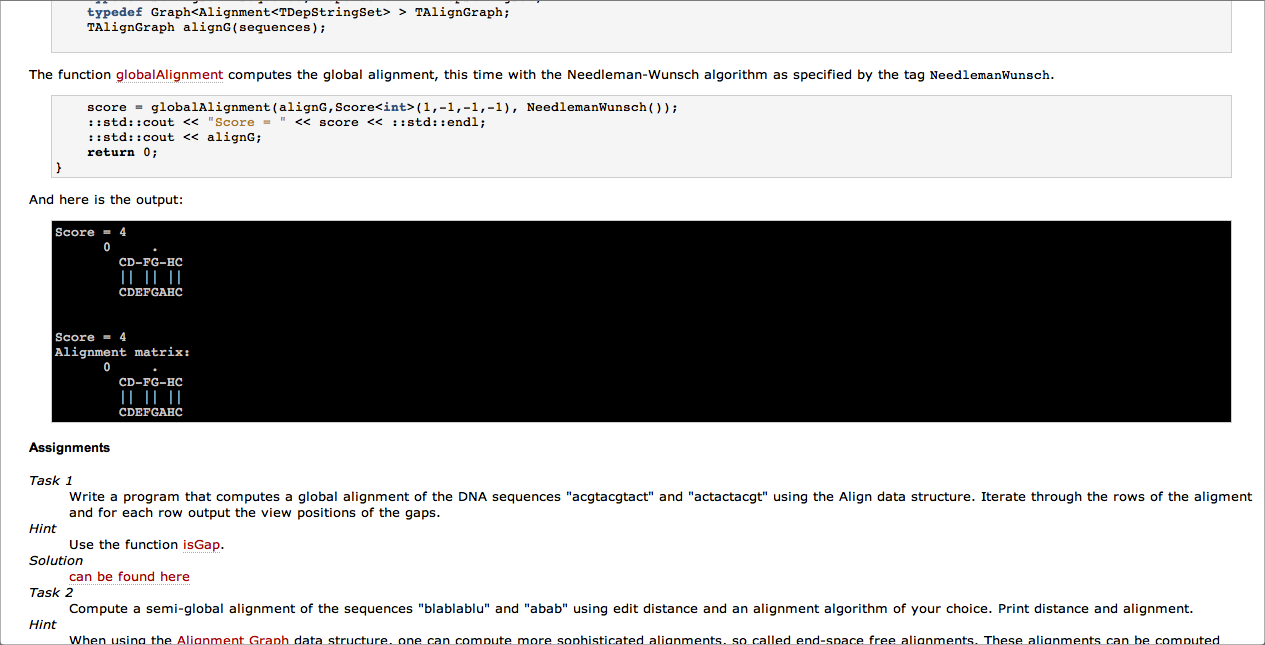 typedef Graph<Alignment<TDepStringSet> > TAlignGraph;
TAlignGraph alignG(sequences);
The function globalAlignment computes the global alignment, this time with the Needleman-Wunsch algorithm as specified by the tag NeedlemanWunsch.
score = globalAlignment(alignG,Score<int>(1,-1,-1,-1), NeedlemanWunsch());
::std::cout << "Score = " << score << ::std::endl;
::std::cout << alignG;
return 0;
}
And here is the output:
Score = 4
0     .
CD-FG-HC
|| || ||
CDEFGAHC
Score = 4
Alignment matrix:
0     .
CD-FG-HC
|| || ||
CDEFGAHC
Assignments
Task 1
Write a program that computes a global alignment of the DNA sequences "acgtacgtact" and "actactacgt" using the Align data structure. Iterate through the rows of the aligment
and for each row output the view positions of the gaps.
Hint
Use the function isGap.
Solution
can be found here
Task 2
Compute a semi-global alignment of the sequences "blablablu" and "abab" using edit distance and an alignment algorithm of your choice. Print distance and alignment.
Hint
When using the Alignment Graph data structure, one can compute more sophisticated alignments, so called end-space free alignments. These alignments can be computed